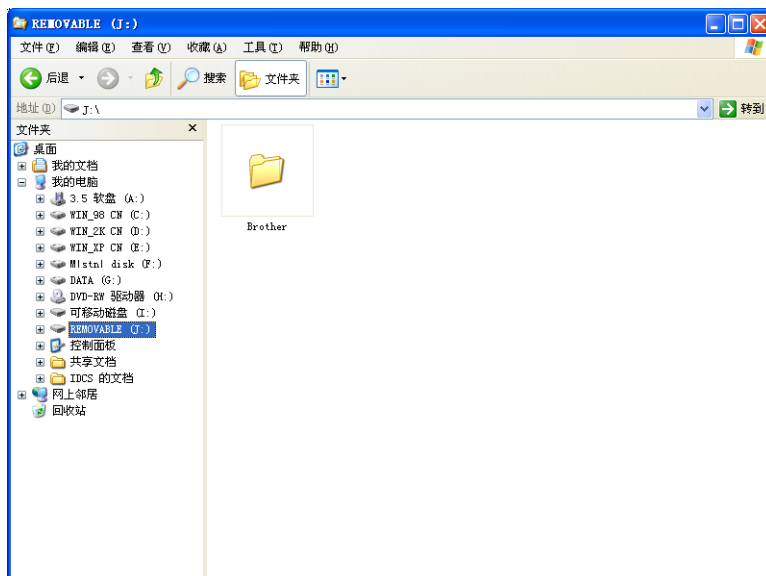 REMOVABLE (J:)
文件(F) 编辑(E) 查看(V) 收藏(A) 工具(T) 帮助(H)
后退 搜索 文件夹
地址(D) J:\ 转到
文件夹
桌面
我的文档
我的电脑
3.5 软盘 (A:)
WIN_98 CN (C:)
WIN_2K CN (D:)
WIN_XP CN (E:)
disk (F:)
DATA (G:)
DVD-RW 驱动器 (H:)
可移动磁盘 (I:)
REMOVABLE (J:)
控制面板
共享文档
IDCS 的文档
网上邻居
回收站
Brother